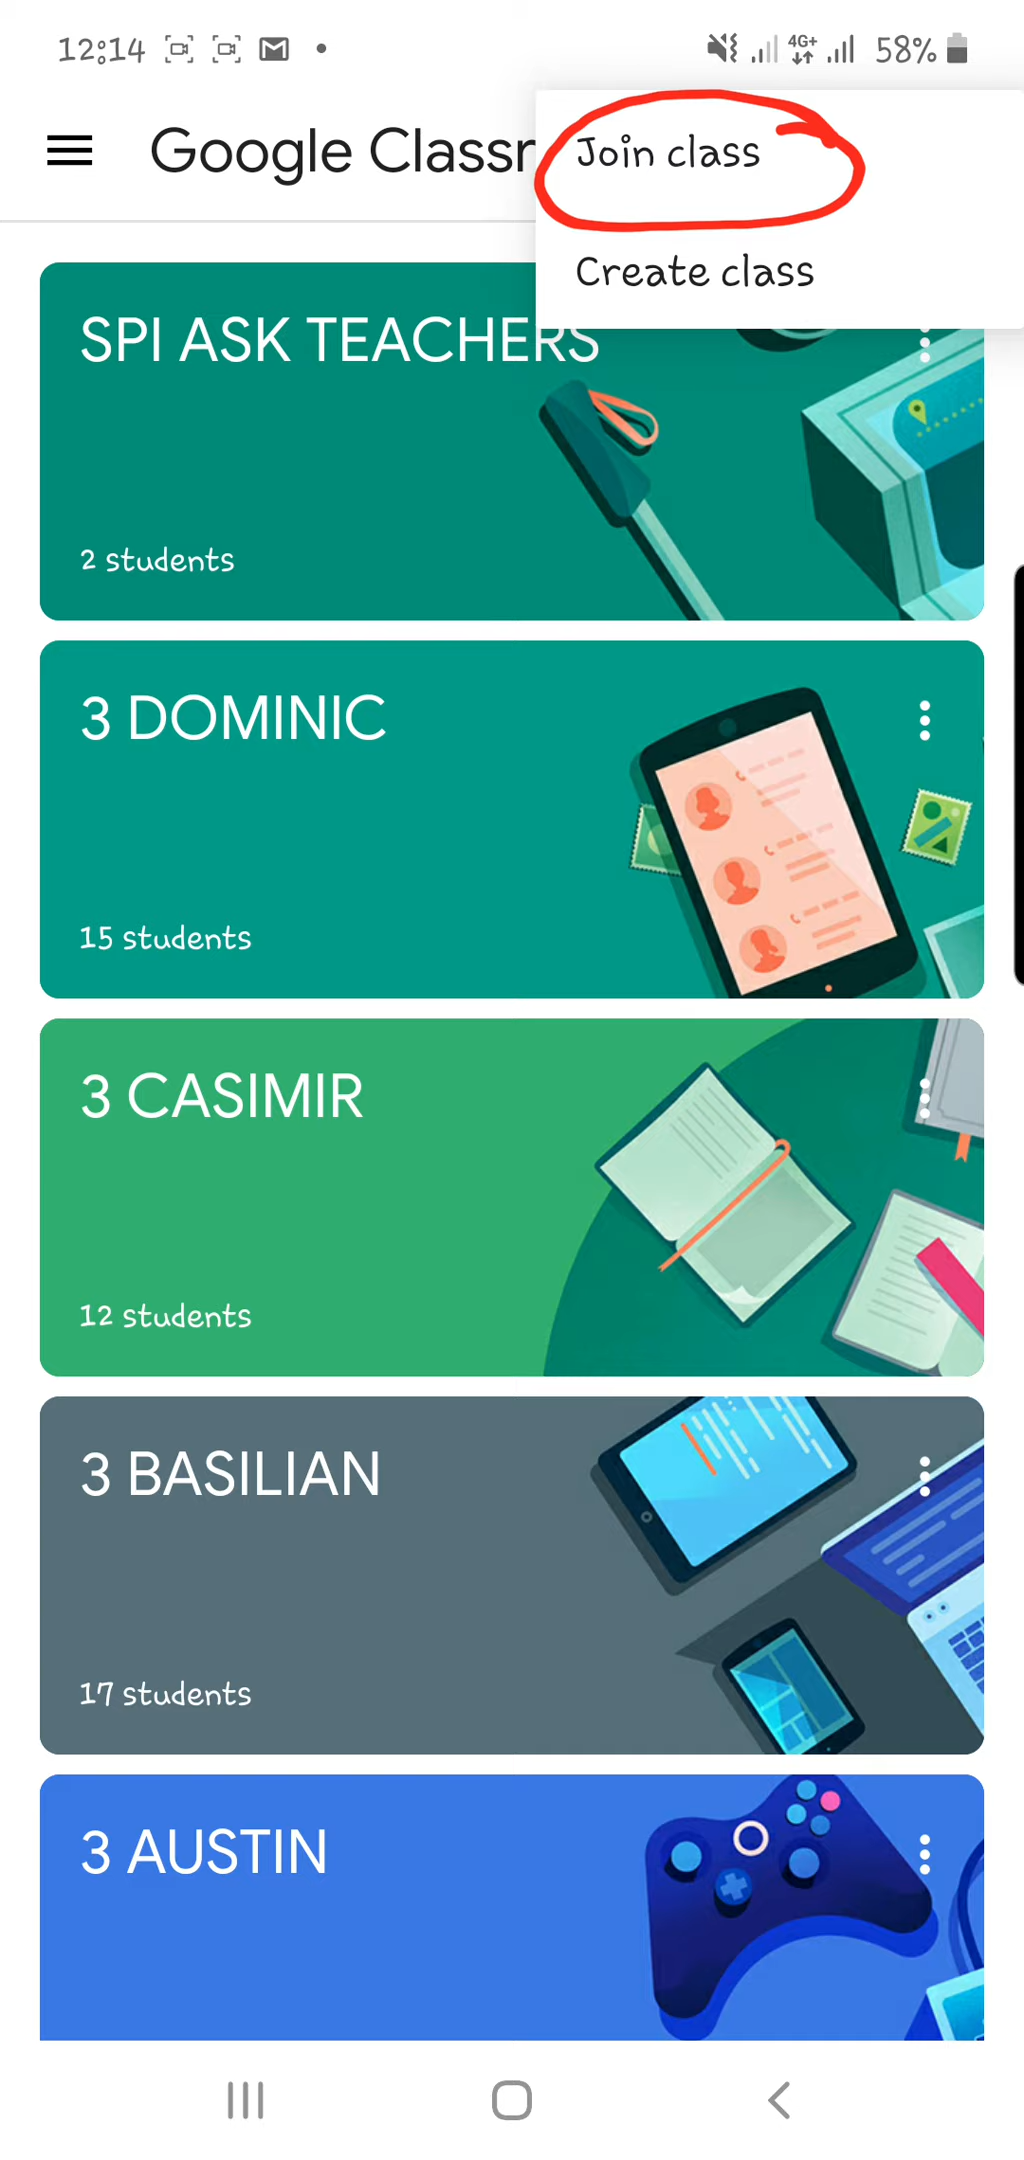 12:14
4G+
58%
Google Classr
Join class
Create class
SPI ASK TEACHERS
2 students
3 DOMINIC
15 students
3 CASIMIR
12 students
3 BASILIAN
17 students
3 AUSTIN